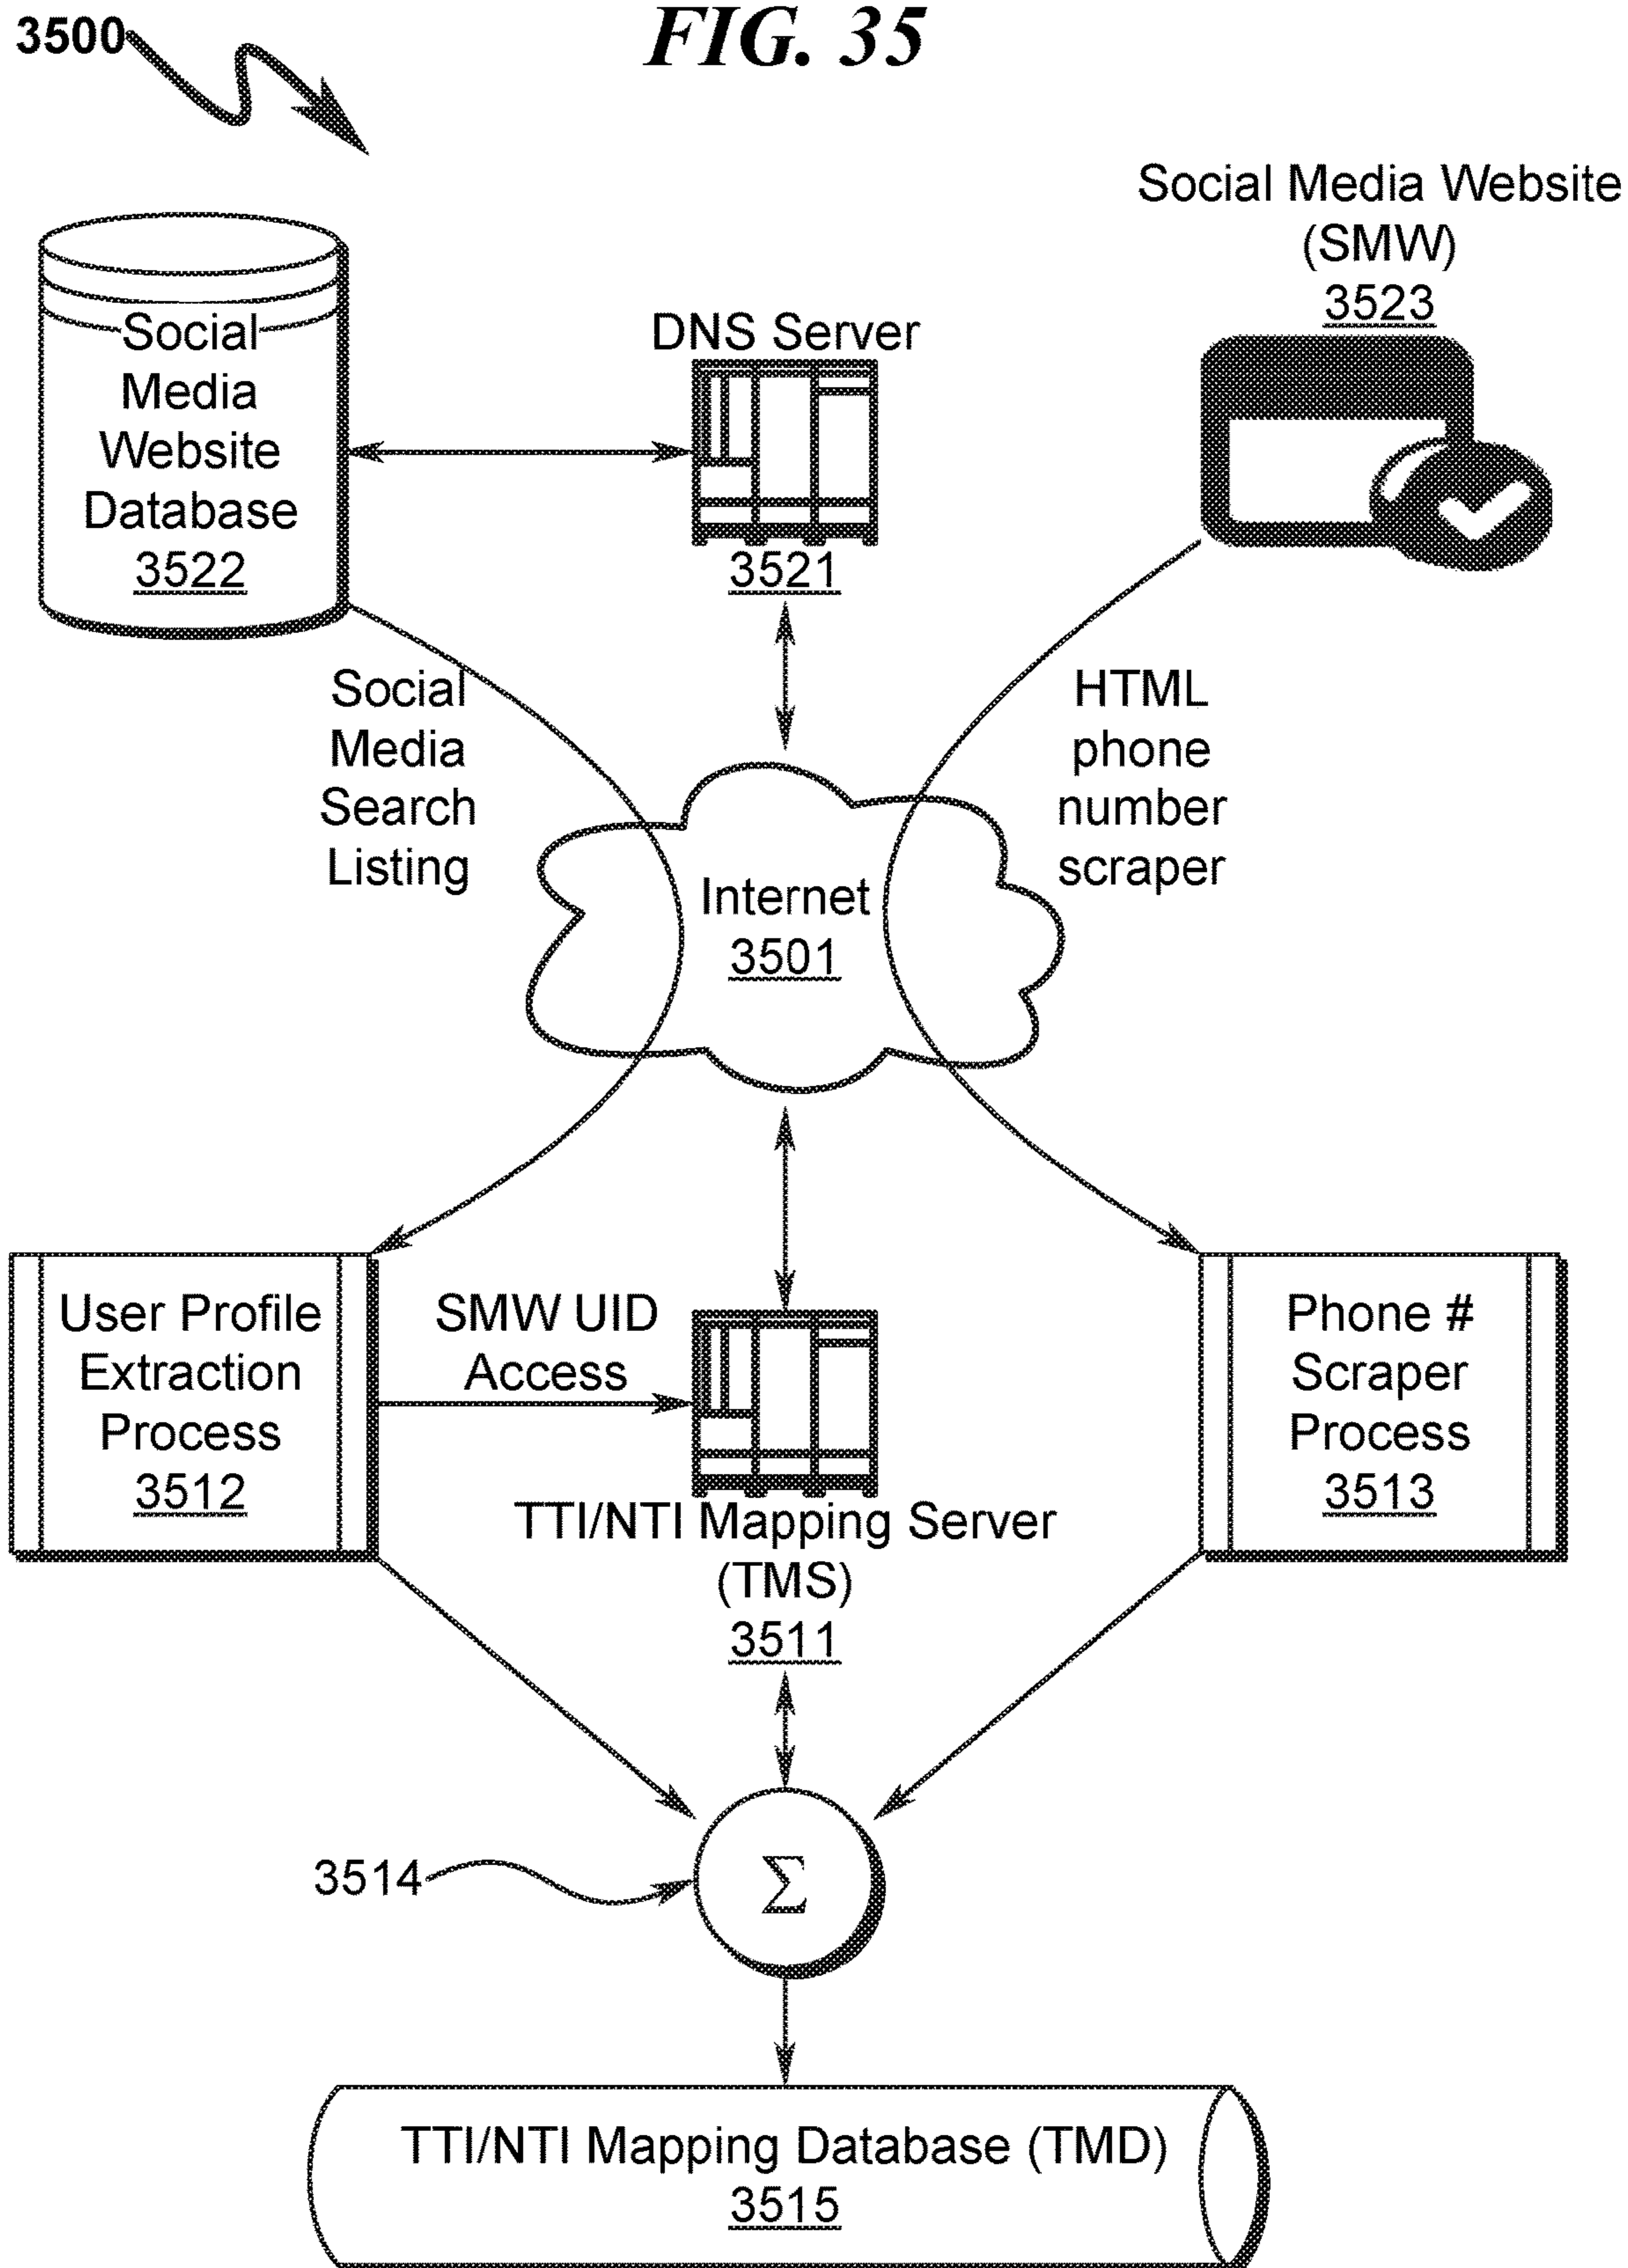 3500
FIG. 35
Social Media Website
(SMW)
3523
Social
Media
Website
Database
3522
DNS Server
3521
Social
Media
Search
Listing
HTML
phone
number
scraper
Internet
3501
User Profile
Extraction
Process
3512
SMW UID
Access
TTI/NTI Mapping Server
(TMS)
3511
Phone #
Scraper
Process
3513
3514
Σ
TTI/NTI Mapping Database (TMD)
3515